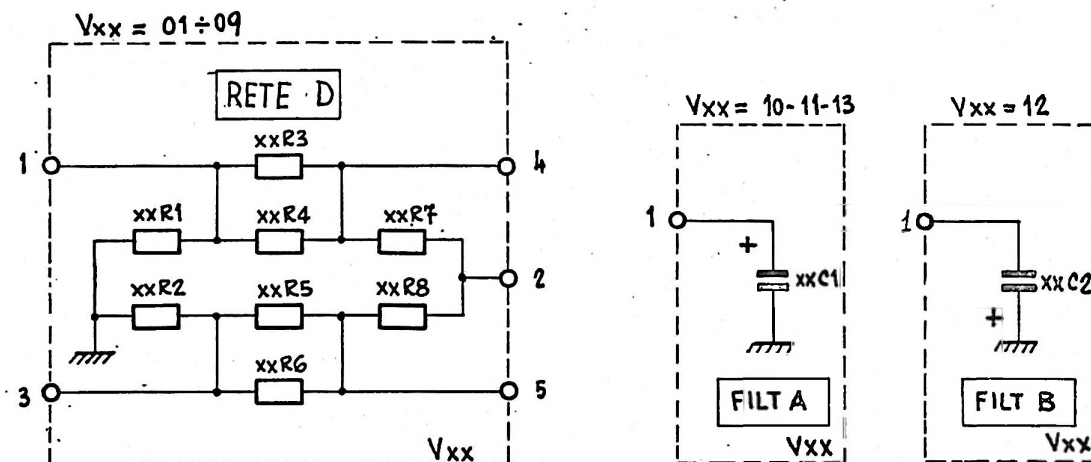 Vxx = 01÷09
RETE D
xxR3
1
4
xxR1
xxR4
xxR7
2
xxR2
xxR5
xxR8
xxR6
3
5
Vxx
Vxx = 10-11-13
1
+
xxC1
FILT A
Vxx
Vxx = 12
1
xxC2
+
FILT B
Vxx